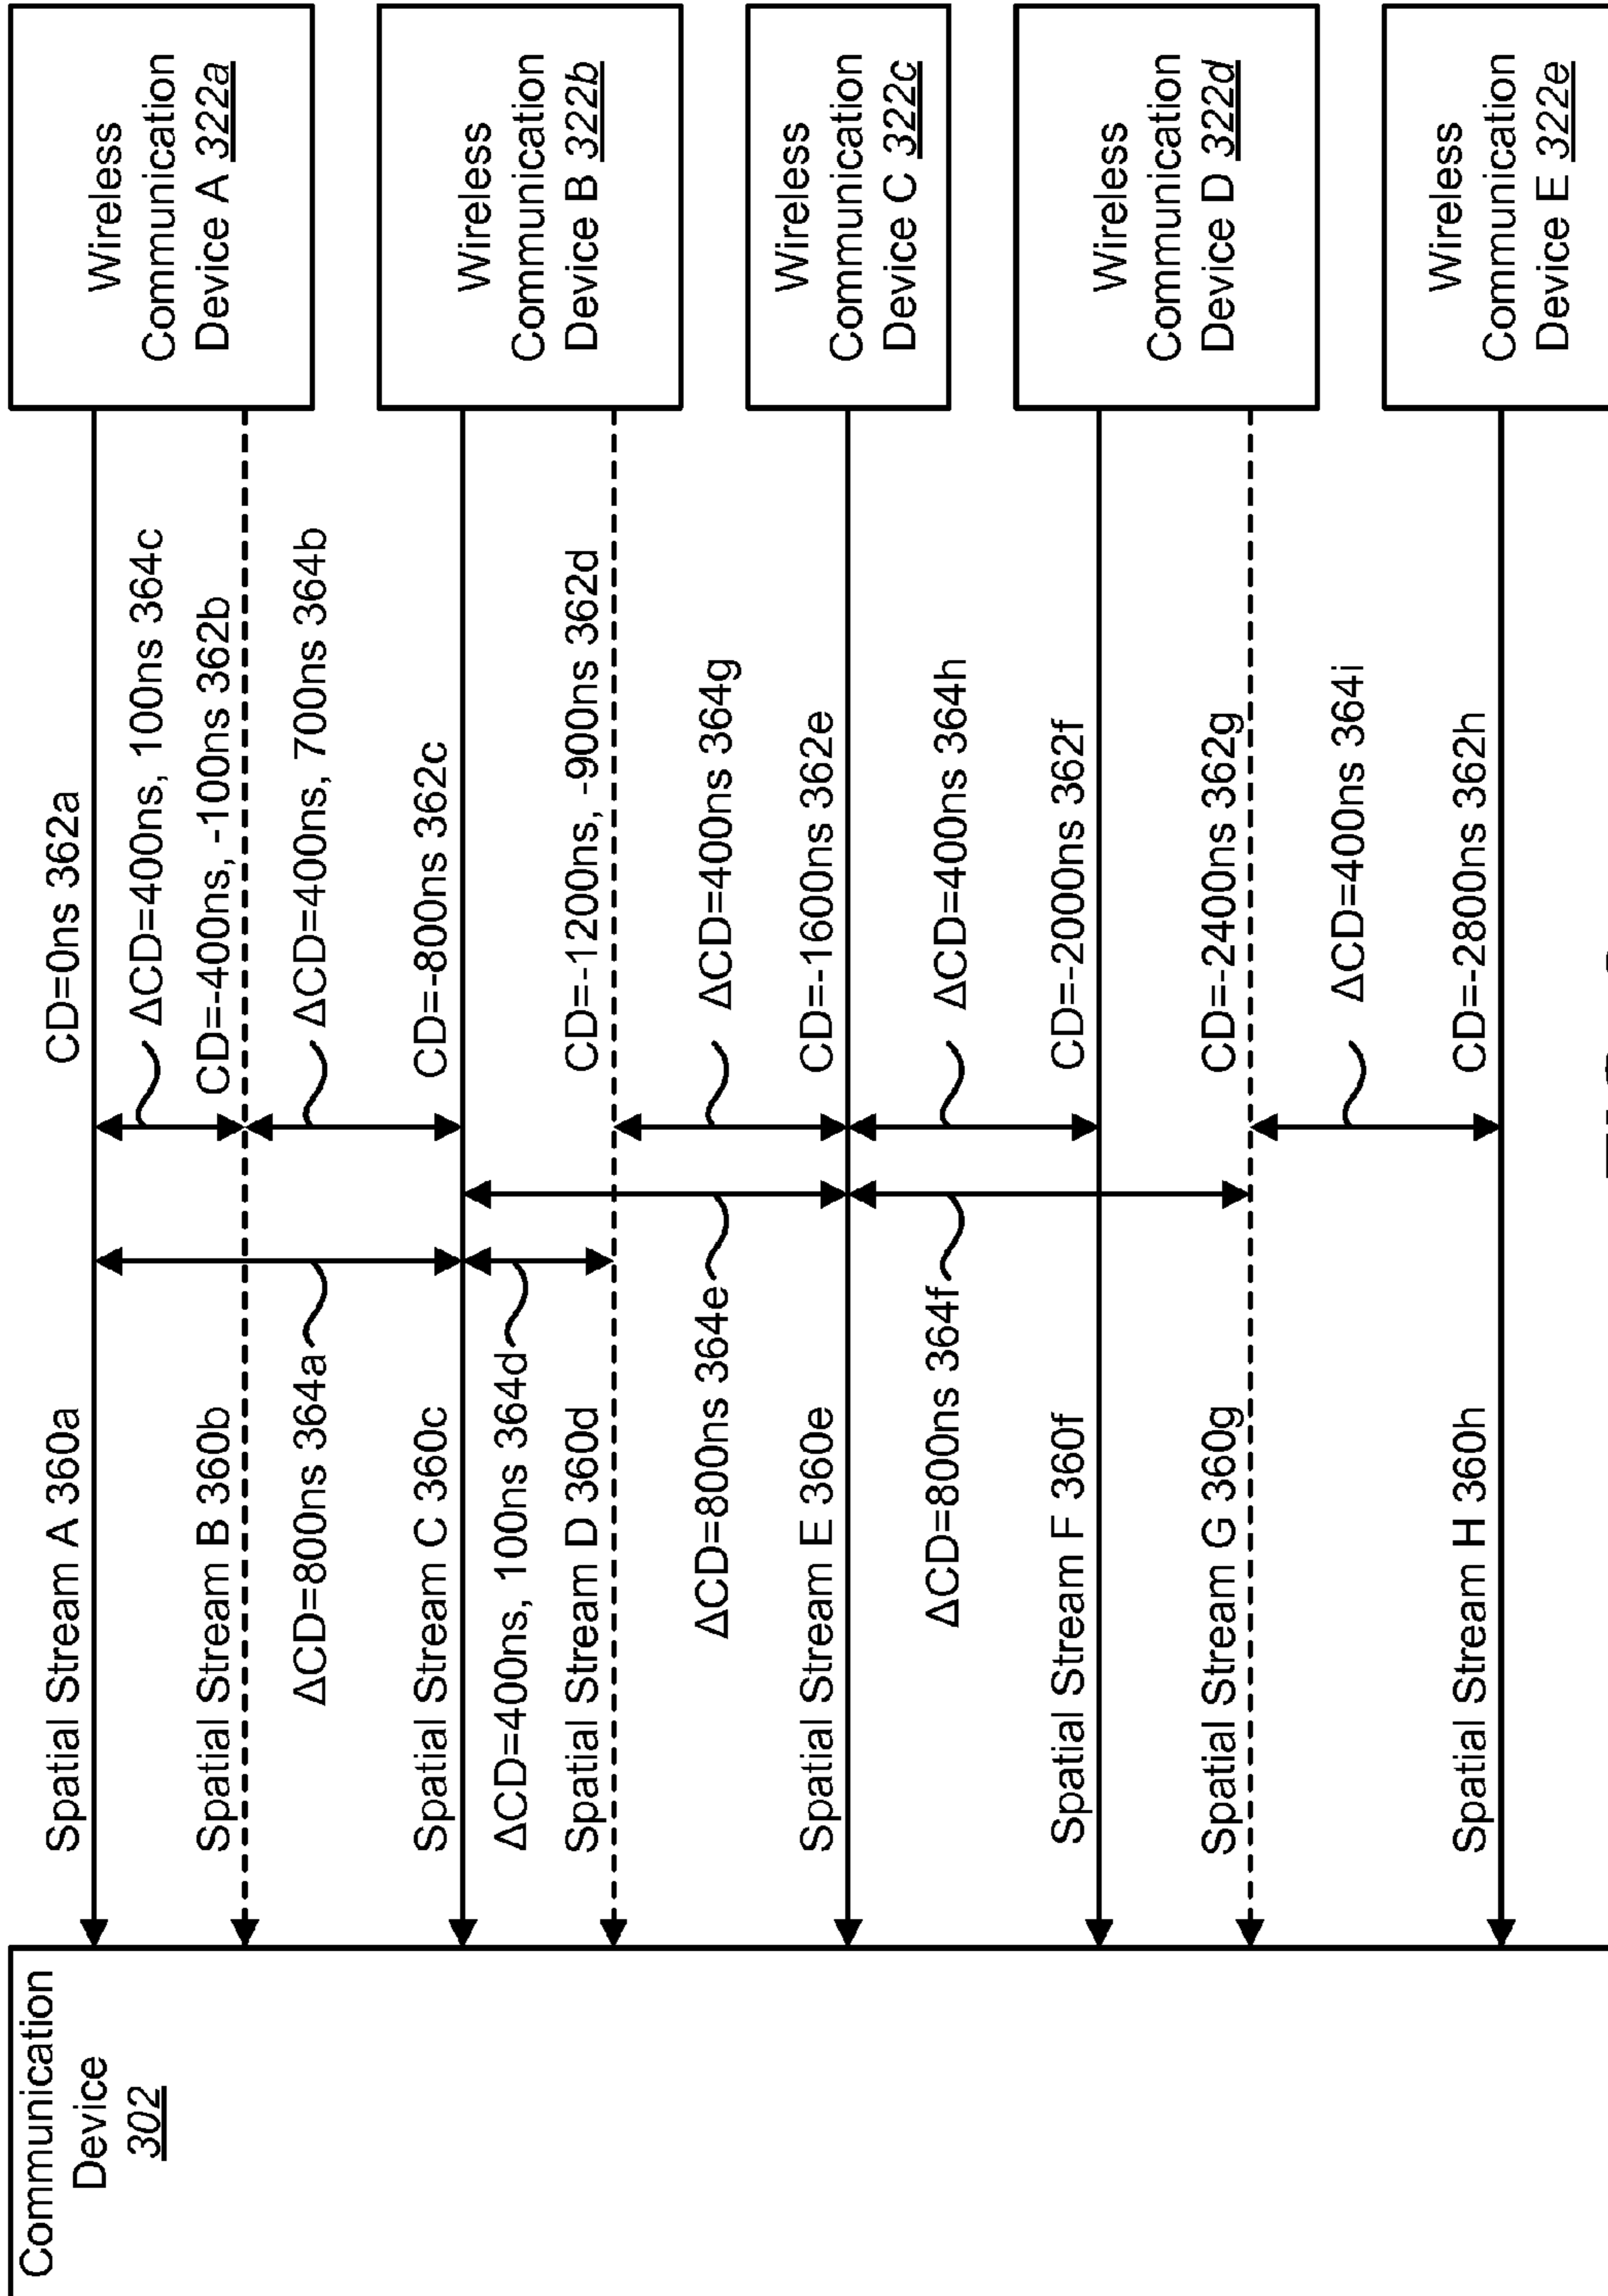 Communication
Device
302
Spatial Stream A 360a
CD=0ns 362a
ΔCD=400ns, 100ns 364c
Spatial Stream B 360b
CD=-400ns, -100ns 362b
ΔCD=800ns 364a
ΔCD=400ns, 700ns 364b
Spatial Stream C 360c
CD=-800ns 362c
ΔCD=400ns, 100ns 364d
Spatial Stream D 360d
CD=-1200ns, -900ns 362d
ΔCD=800ns 364e
ΔCD=400ns 364g
Spatial Stream E 360e
CD=-1600ns 362e
ΔCD=800ns 364f
ΔCD=400ns 364h
Spatial Stream F 360f
CD=-2000ns 362f
Spatial Stream G 360g
CD=-2400ns 362g
ΔCD=400ns 364i
Spatial Stream H 360h
CD=-2800ns 362h
Wireless
Communication
Device A 322a
Wireless
Communication
Device B 322b
Wireless
Communication
Device C 322c
Wireless
Communication
Device D 322d
Wireless
Communication
Device E 322e